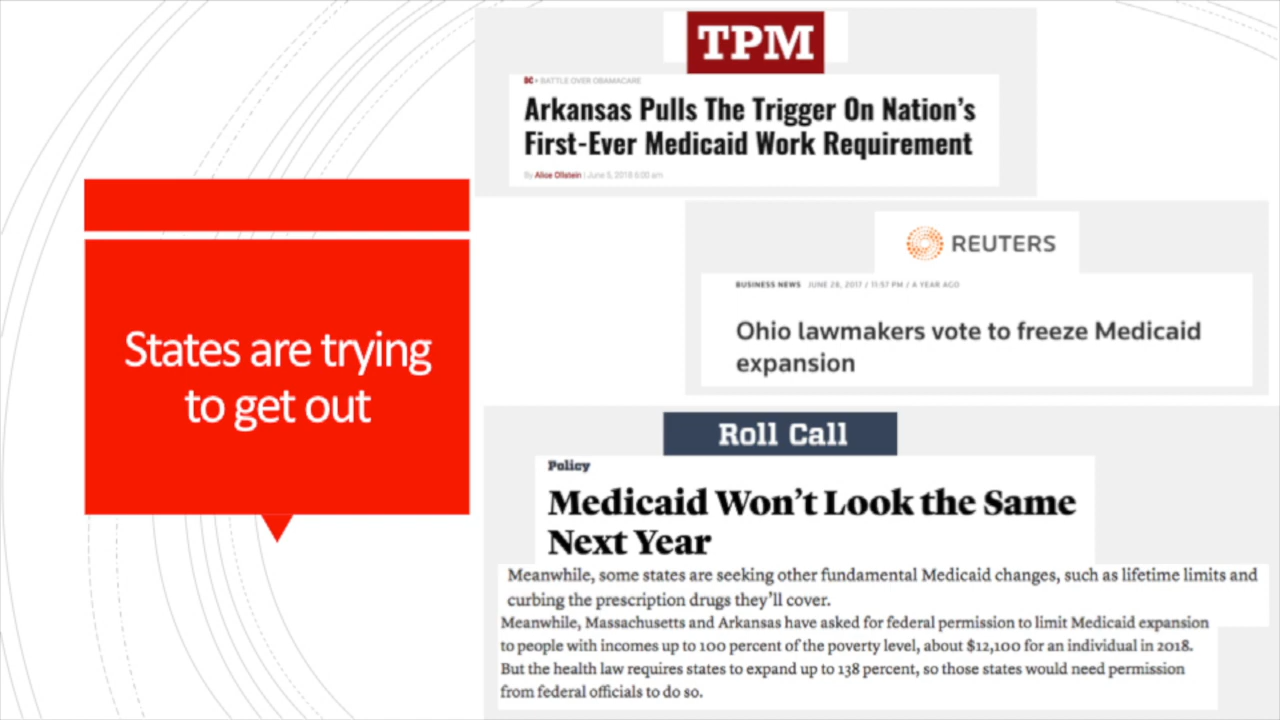 States are trying
to get out
TPM
DC › BATTLE OVER OBAMACARE
Arkansas Pulls The Trigger On Nation's
First-Ever Medicaid Work Requirement
By Alice Ollstein | June 5, 2018 6:00 am
REUTERS
BUSINESS NEWS JUNE 28, 2017 / 11:57 PM / A YEAR AGO
Ohio lawmakers vote to freeze Medicaid
expansion
Roll Call
Policy
Medicaid Won't Look the Same
Next Year
Meanwhile, some states are seeking other fundamental Medicaid changes, such as lifetime limits and
curbing the prescription drugs they'll cover.
Meanwhile, Massachusetts and Arkansas have asked for federal permission to limit Medicaid expansion
to people with incomes up to 100 percent of the poverty level, about $12,100 for an individual in 2018.
But the health law requires states to expand up to 138 percent, so those states would need permission
from federal officials to do so.